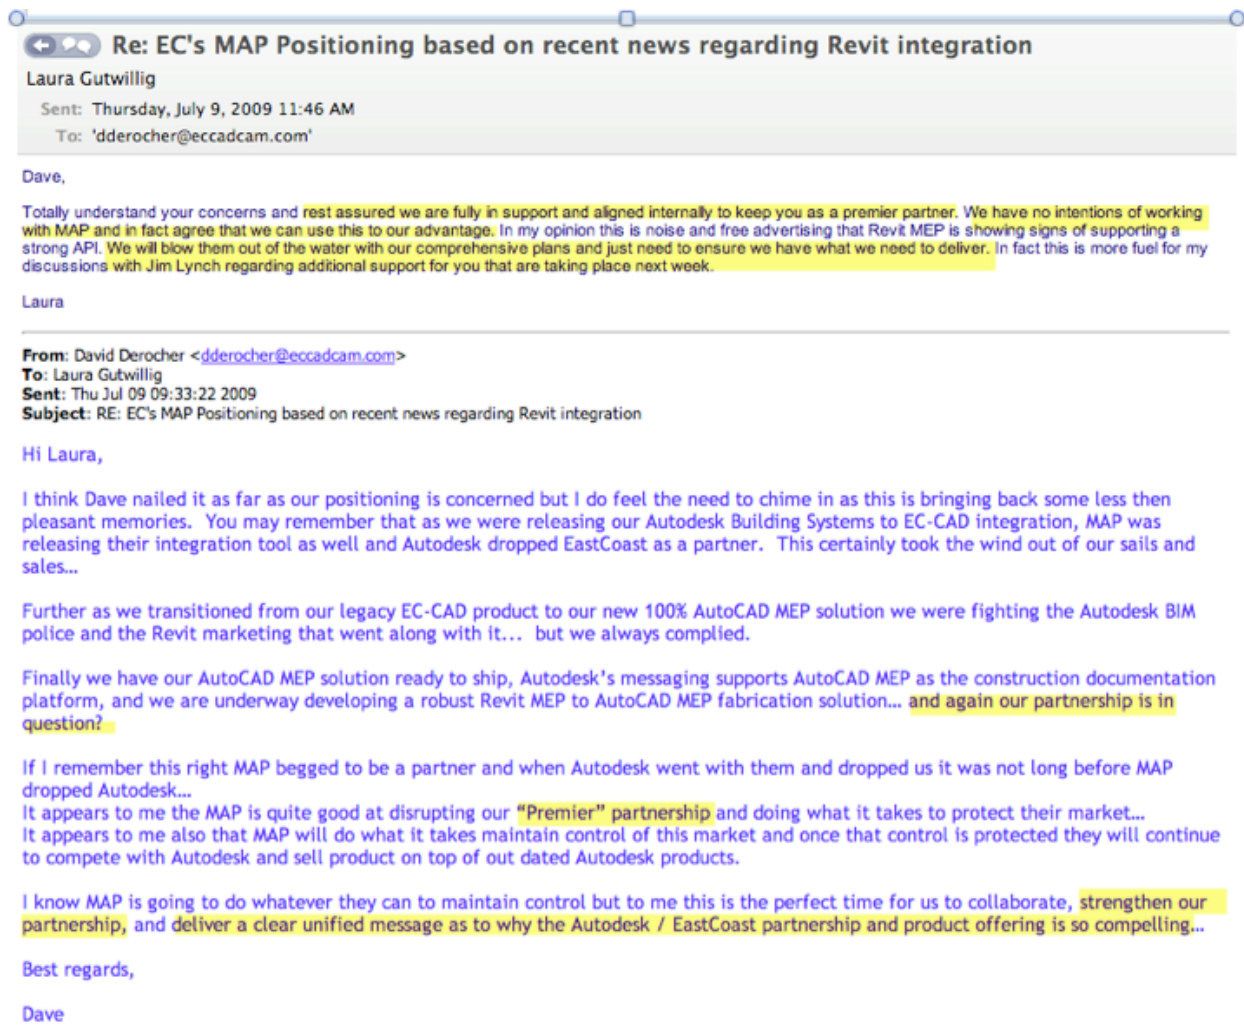 Re: EC's MAP Positioning based on recent news regarding Revit integration
Laura Gutwillig
Sent: Thursday, July 9, 2009 11:46 AM
To: 'dderocher@eccadcam.com'
Dave,
Totally understand your concerns and rest assured we are fully in support and aligned internally to keep you as a premier partner. We have no intentions of working
with MAP and in fact agree that we can use this to our advantage. In my opinion this is noise and free advertising that Revit MEP is showing signs of supporting a
strong API. We will blow them out of the water with our comprehensive plans and just need to ensure we have what we need to deliver. In fact this is more fuel for my
discussions with Jim Lynch regarding additional support for you that are taking place next week.
Laura
From: David Derocher <dderocher@eccadcam.com>
To: Laura Gutwillig
Sent: Thu Jul 09 09:33:22 2009
Subject: RE: EC's MAP Positioning based on recent news regarding Revit integration
Hi Laura,
I think Dave nailed it as far as our positioning is concerned but I do feel the need to chime in as this is bringing back some less then
pleasant memories. You may remember that as we were releasing our Autodesk Building Systems to EC-CAD integration, MAP was
releasing their integration tool as well and Autodesk dropped EastCoast as a partner. This certainly took the wind out of our sails and
sales…
Further as we transitioned from our legacy EC-CAD product to our new 100% AutoCAD MEP solution we were fighting the Autodesk BIM
police and the Revit marketing that went along with it... but we always complied.
Finally we have our AutoCAD MEP solution ready to ship, Autodesk's messaging supports AutoCAD MEP as the construction documentation
platform, and we are underway developing a robust Revit MEP to AutoCAD MEP fabrication solution… and again our partnership is in
question?
If I remember this right MAP begged to be a partner and when Autodesk went with them and dropped us it was not long before MAP
dropped Autodesk…
It appears to me the MAP is quite good at disrupting our “Premier” partnership and doing what it takes to protect their market…
It appears to me also that MAP will do what it takes maintain control of this market and once that control is protected they will continue
to compete with Autodesk and sell product on top of out dated Autodesk products.
I know MAP is going to do whatever they can to maintain control but to me this is the perfect time for us to collaborate, strengthen our
partnership, and deliver a clear unified message as to why the Autodesk / EastCoast partnership and product offering is so compelling…
Best regards,
Dave